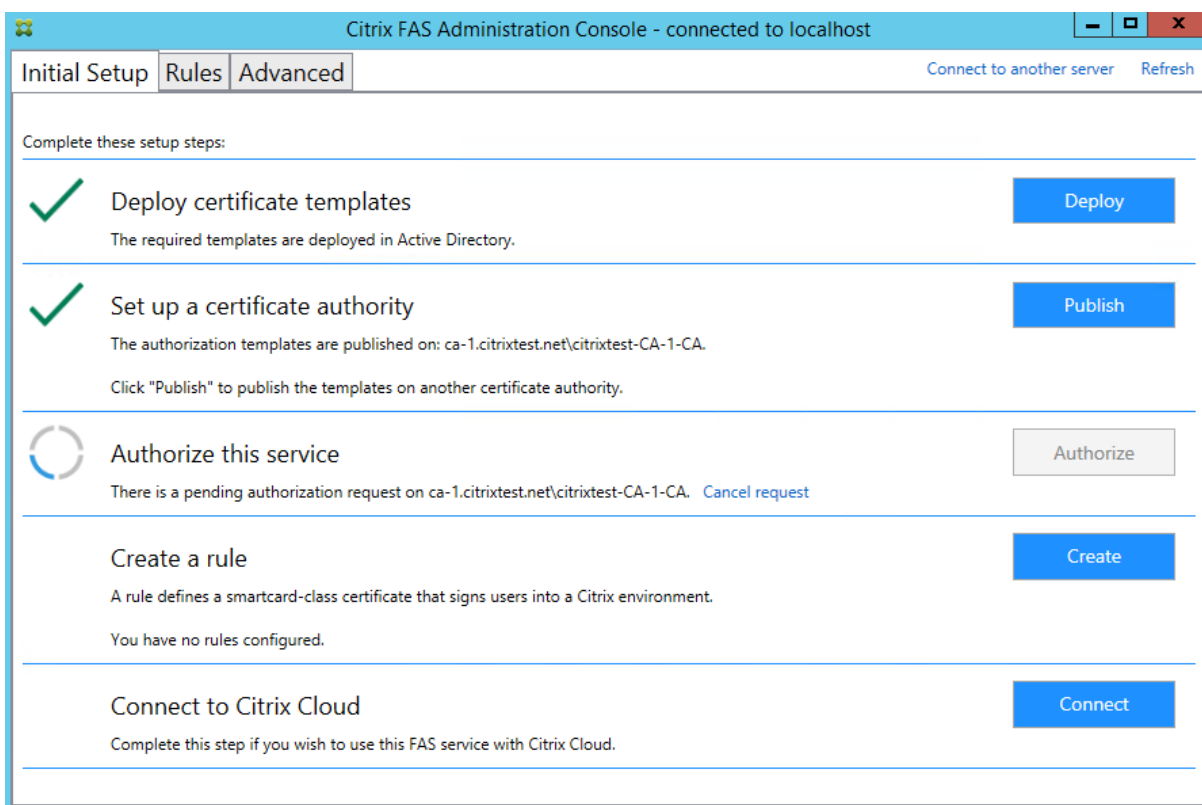 Citrix FAS Administration Console - connected to localhost
Initial Setup Rules Advanced Connect to another server Refresh
Complete these setup steps:
Deploy certificate templates Deploy
The required templates are deployed in Active Directory.
Set up a certificate authority Publish
The authorization templates are published on: ca-1.citrixtest.net\citrixtest-CA-1-CA.
Click "Publish" to publish the templates on another certificate authority.
Authorize this service Authorize
There is a pending authorization request on ca-1.citrixtest.net\citrixtest-CA-1-CA. Cancel request
Create a rule Create
A rule defines a smartcard-class certificate that signs users into a Citrix environment.
You have no rules configured.
Connect to Citrix Cloud Connect
Complete this step if you wish to use this FAS service with Citrix Cloud.